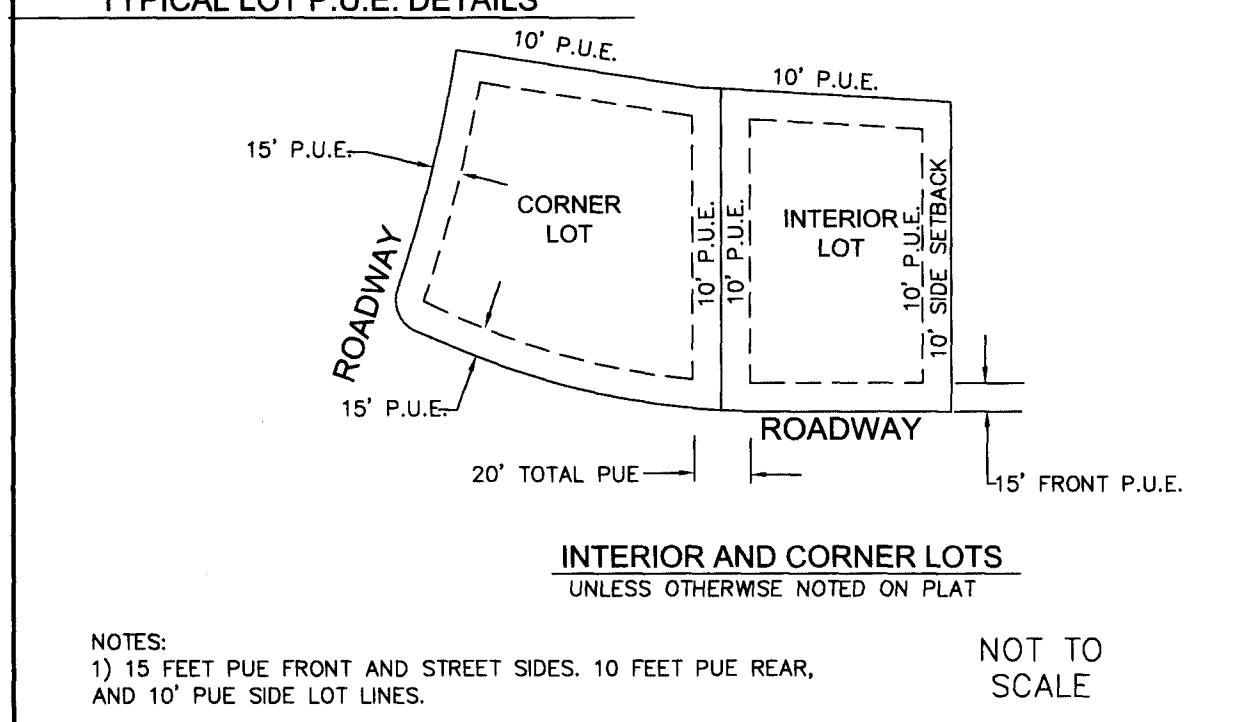 TYPICAL LOT P.U.E. DETAILS
10' P.U.E.
10' P.U.E.
15' P.U.E.
CORNER
LOT
10' P.U.E.
10' P.U.E.
INTERIOR
LOT
10' P.U.E.
10' SIDE SETBACK
ROADWAY
15' P.U.E.
ROADWAY
20' TOTAL PUE
15' FRONT P.U.E.
INTERIOR AND CORNER LOTS
UNLESS OTHERWISE NOTED ON PLAT
NOTES:
1) 15 FEET PUE FRONT AND STREET SIDES. 10 FEET PUE REAR,
AND 10' PUE SIDE LOT LINES.
NOT TO
SCALE